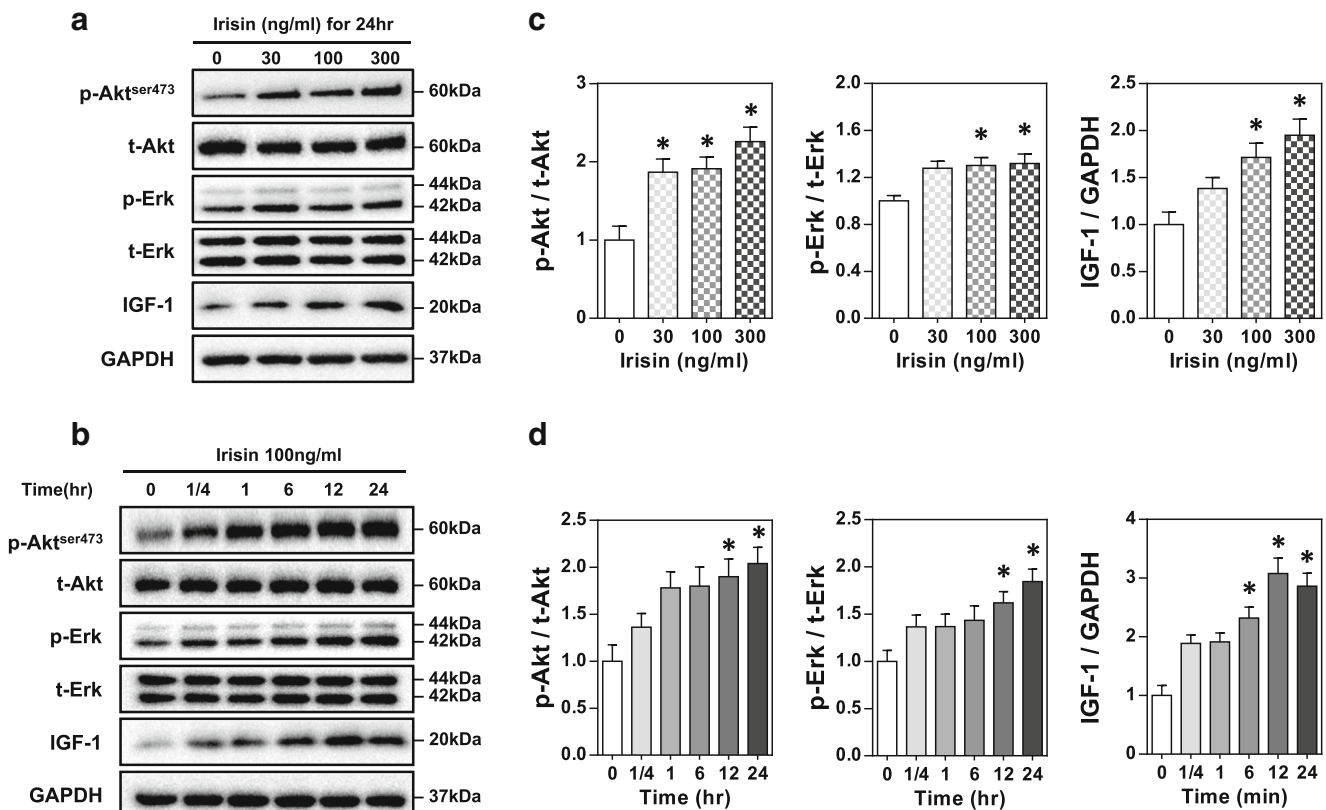 a
Irisin (ng/ml) for 24hr
0 30 100 300
p-Aktser473 60kDa
t-Akt 60kDa
p-Erk 44kDa
42kDa
t-Erk 44kDa
42kDa
IGF-1 20kDa
GAPDH 37kDa
c
p-Akt / t-Akt
3
2
1
0
* * *
0 30 100 300
Irisin (ng/ml)
p-Erk / t-Erk
2.0
1.6
1.2
0.8
0.4
0.0
* *
0 30 100 300
Irisin (ng/ml)
IGF-1 / GAPDH
2.5
2.0
1.5
1.0
0.5
0.0
* *
0 30 100 300
Irisin (ng/ml)
b
Irisin 100ng/ml
Time(hr) 0 1/4 1 6 12 24
p-Aktser473 60kDa
t-Akt 60kDa
p-Erk 44kDa
42kDa
t-Erk 44kDa
42kDa
IGF-1 20kDa
GAPDH 37kDa
d
p-Akt / t-Akt
2.5
2.0
1.5
1.0
0.5
0.0
* *
0 1/4 1 6 12 24
Time (hr)
p-Erk / t-Erk
2.5
2.0
1.5
1.0
0.5
0.0
* *
0 1/4 1 6 12 24
Time (hr)
IGF-1 / GAPDH
4
3
2
1
0
* * *
0 1/4 1 6 12 24
Time (min)